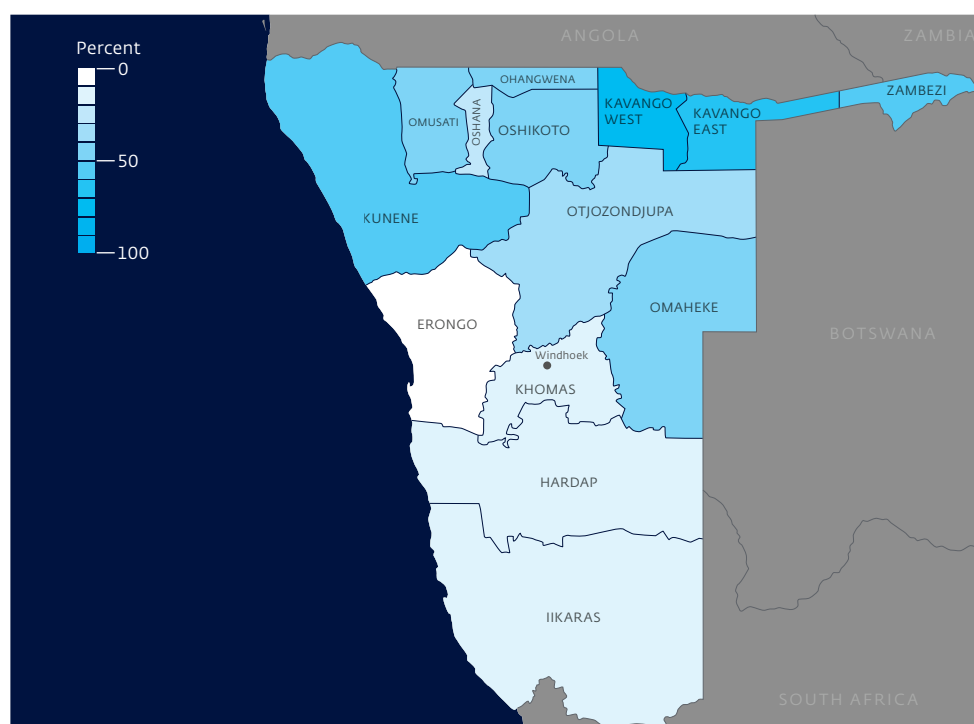 ANGOLA
ZAMBIA
Percent
0
50
100
OHANGWENA
OMUSATI
OSHANA
OSHIKOTO
KAVANGO
WEST
KAVANGO
EAST
ZAMBEZI
KUNENE
OTJOZONDJUPA
OMAHEKE
ERONGO
BOTSWANA
Windhoek
KHOMAS
HARDAP
IIKARAS
SOUTH AFRICA